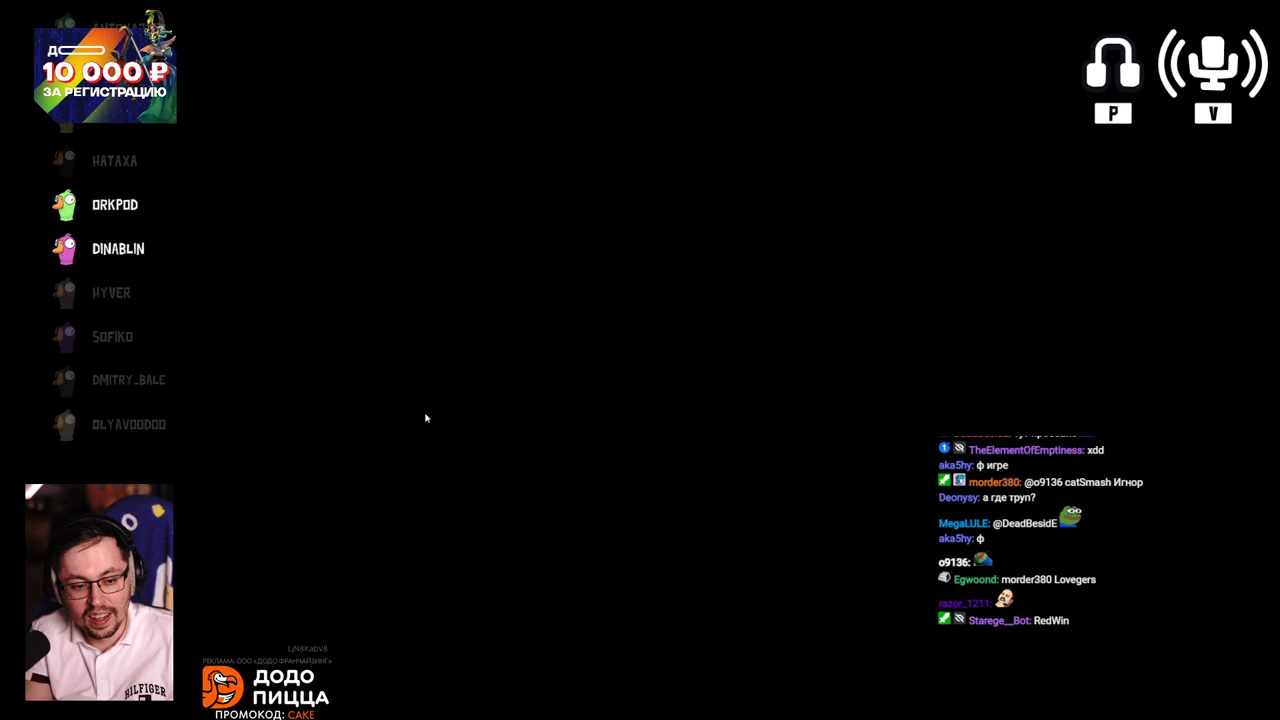 ДО
10 000 ₽
ЗА РЕГИСТРАЦИЮ
P
V
HATAXA
ORKPOD
DINABLIN
HYVER
SOFIKO
DMITRY_BALE
OLYAVOODOO
TheElementOfEmptiness: xdd
aka5hy: ф игре
morder380: @o9136 catSmash Игнор
Deonysy: а где труп?
MegaLULE: @DeadBesidE
aka5hy: ф
o9136:
Egwoond: morder380 Lovegers
razor_1211:
Starege__Bot: RedWin
HILFIGER
LjN8KabV8
РЕКЛАМА. ООО «ДОДО ФРАНЧАЙЗИНГ»
ДОДО
ПИЦЦА
ПРОМОКОД: CAKE